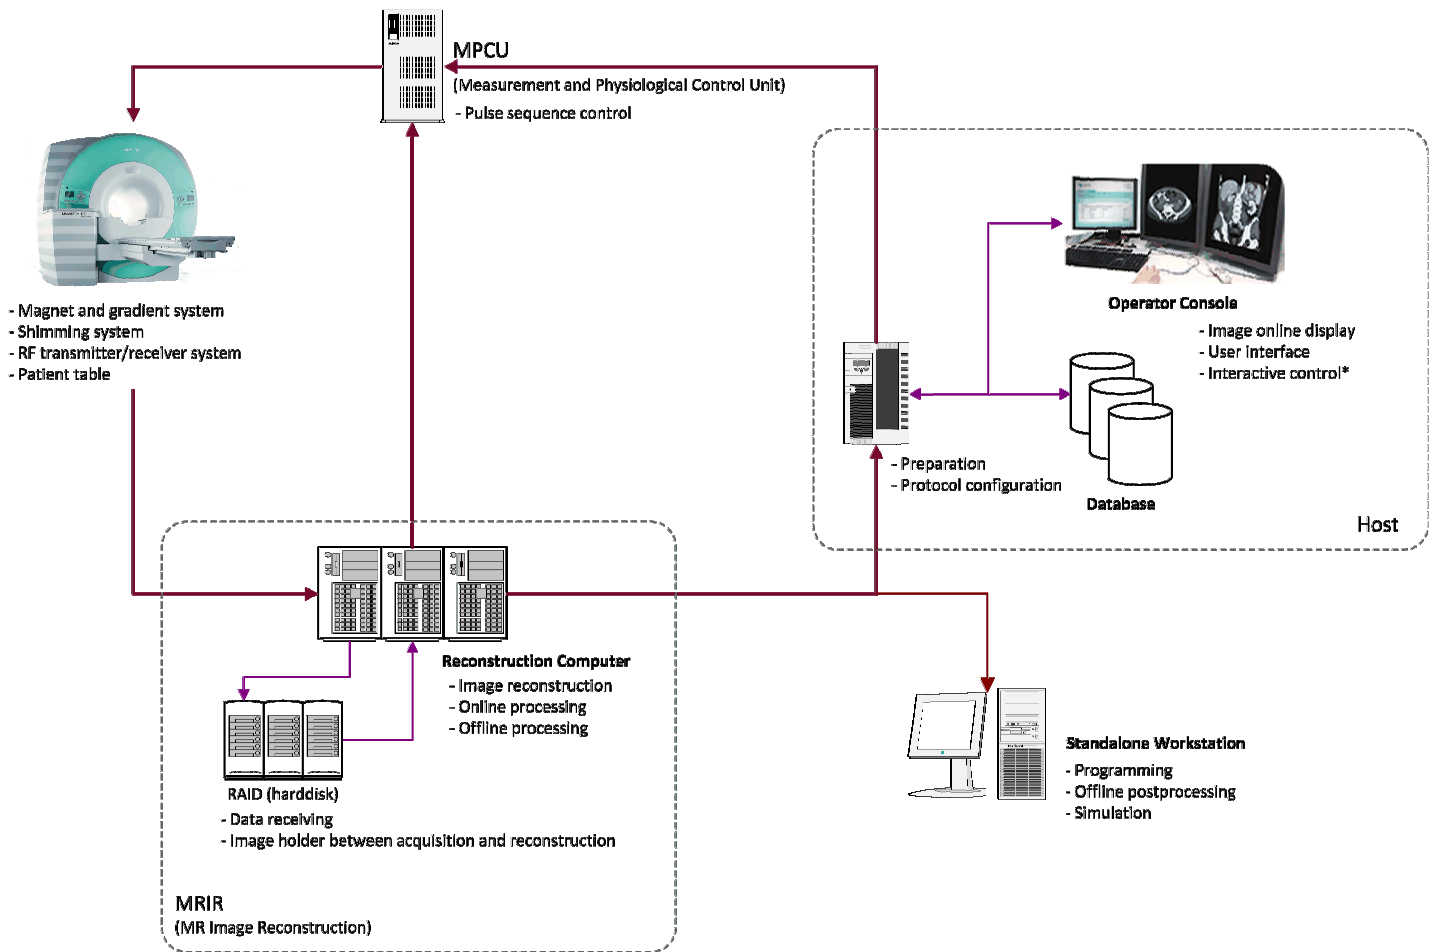 MPCU
(Measurement and Physiological Control Unit)
- Pulse sequence control
- Magnet and gradient system
- Shimming system
- RF transmitter/receiver system
- Patient table
Operator Console
- Image online display
- User interface
- Interactive control*
- Preparation
- Protocol configuration
Database
Host
Reconstruction Computer
- Image reconstruction
- Online processing
- Offline processing
RAID (harddisk)
- Data receiving
- Image holder between acquisition and reconstruction
MRIR
(MR Image Reconstruction)
Standalone Workstation
- Programming
- Offline postprocessing
- Simulation